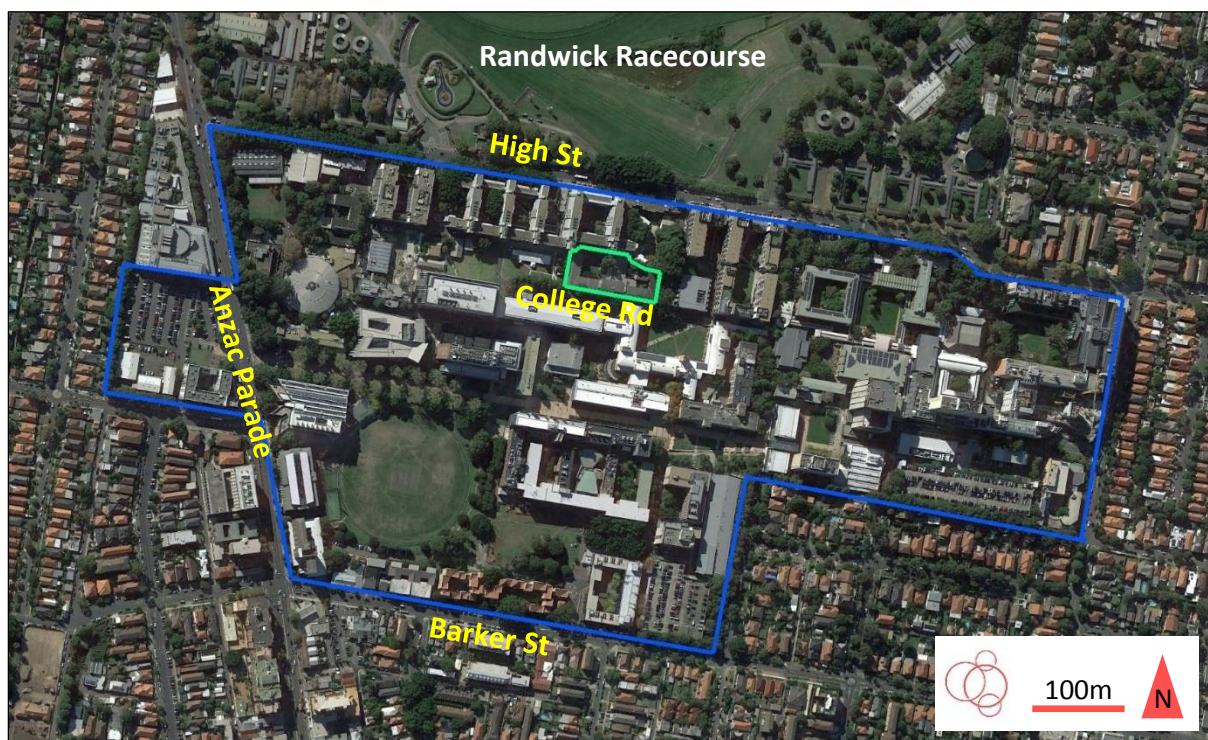 Randwick Racecourse
High St
College Rd
Anzac Parade
Barker St
100m
N